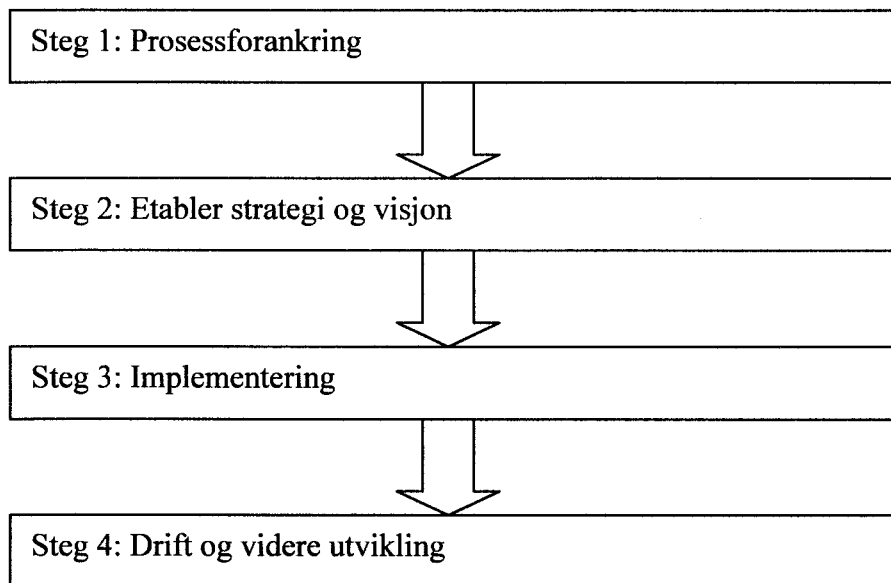 Steg 1: Prosessforankring
Steg 2: Etabler strategi og visjon
Steg 3: Implementering
Steg 4: Drift og videre utvikling